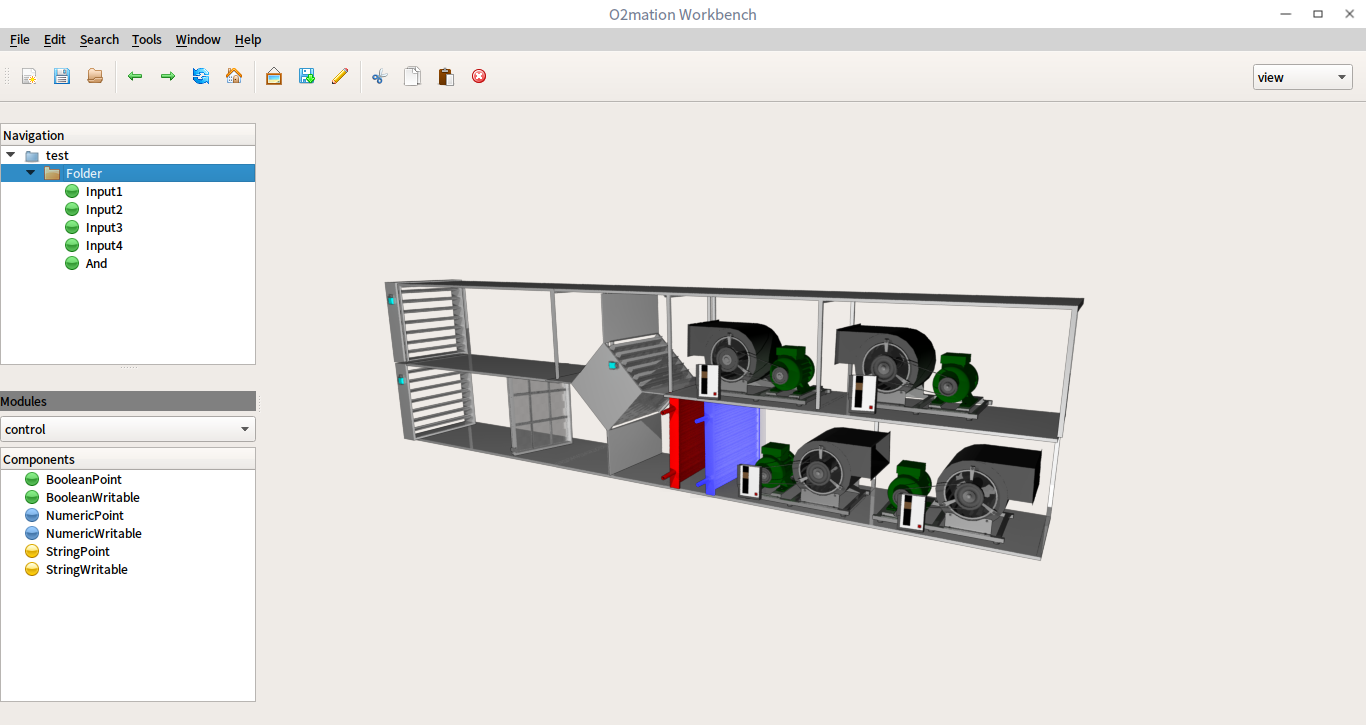 O2mation Workbench
File Edit Search Tools Window Help
view
Navigation
test
Folder
Input1
Input2
Input3
Input4
And
Modules
control
Components
BooleanPoint
BooleanWritable
NumericPoint
NumericWritable
StringPoint
StringWritable